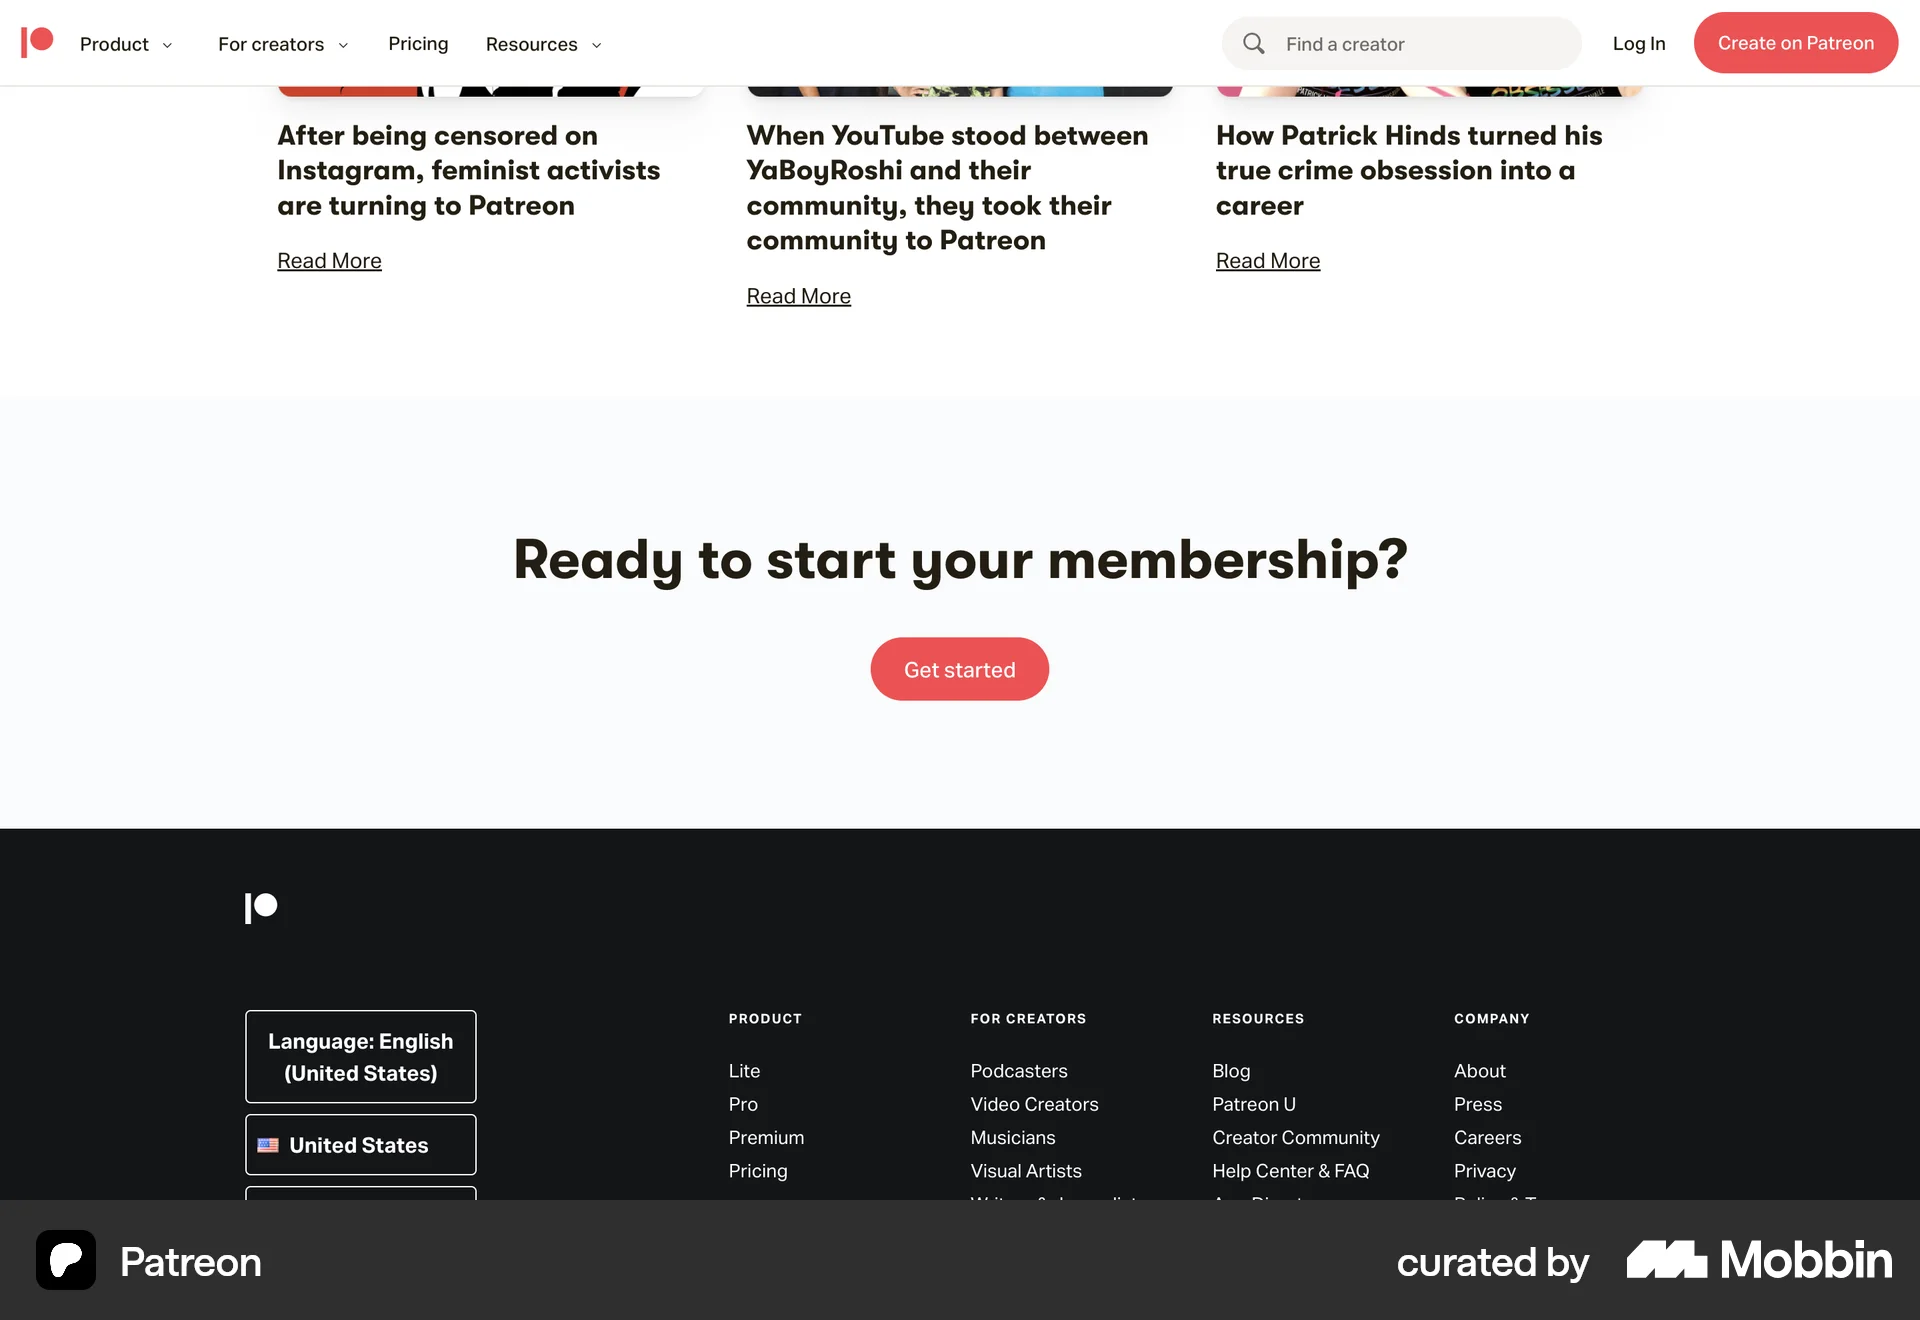 Product
For creators
Pricing
Resources
Find a creator
Log In
Create on Patreon
After being censored on
Instagram, feminist activists
are turning to Patreon
Read More
When YouTube stood between
YaBoyRoshi and their
community, they took their
community to Patreon
Read More
How Patrick Hinds turned his
true crime obsession into a
career
Read More
Ready to start your membership?
Get started
Language: English
(United States)
United States
PRODUCT
Lite
Pro
Premium
Pricing
FOR CREATORS
Podcasters
Video Creators
Musicians
Visual Artists
RESOURCES
Blog
Patreon U
Creator Community
Help Center & FAQ
COMPANY
About
Press
Careers
Privacy
Patreon
curated by
Mobbin